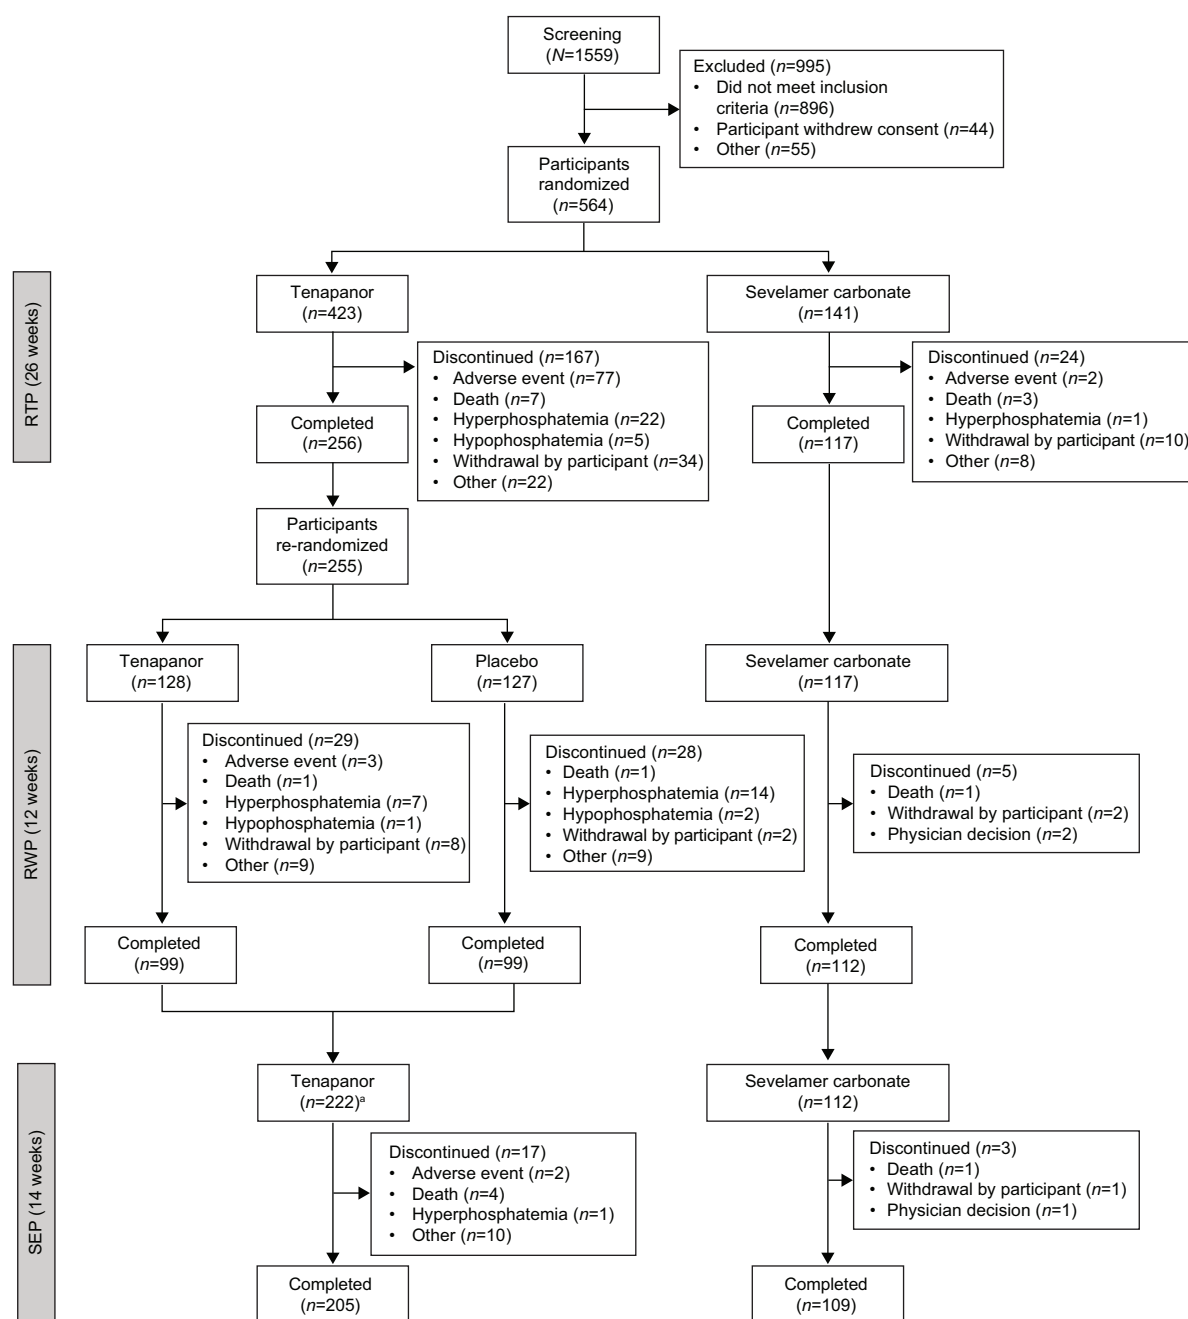 Screening
(N=1559)
Excluded (n=995)
• Did not meet inclusion
criteria (n=896)
• Participant withdrew consent (n=44)
• Other (n=55)
Participants
randomized
(n=564)
RTP (26 weeks)
Tenapanor
(n=423)
Sevelamer carbonate
(n=141)
Discontinued (n=167)
• Adverse event (n=77)
• Death (n=7)
• Hyperphosphatemia (n=22)
• Hypophosphatemia (n=5)
• Withdrawal by participant (n=34)
• Other (n=22)
Discontinued (n=24)
• Adverse event (n=2)
• Death (n=3)
• Hyperphosphatemia (n=1)
• Withdrawal by participant (n=10)
• Other (n=8)
Completed
(n=256)
Completed
(n=117)
Participants
re-randomized
(n=255)
RWP (12 weeks)
Tenapanor
(n=128)
Placebo
(n=127)
Sevelamer carbonate
(n=117)
Discontinued (n=29)
• Adverse event (n=3)
• Death (n=1)
• Hyperphosphatemia (n=7)
• Hypophosphatemia (n=1)
• Withdrawal by participant (n=8)
• Other (n=9)
Discontinued (n=28)
• Death (n=1)
• Hyperphosphatemia (n=14)
• Hypophosphatemia (n=2)
• Withdrawal by participant (n=2)
• Other (n=9)
Discontinued (n=5)
• Death (n=1)
• Withdrawal by participant (n=2)
• Physician decision (n=2)
Completed
(n=99)
Completed
(n=99)
Completed
(n=112)
SEP (14 weeks)
Tenapanor
(n=222)a
Sevelamer carbonate
(n=112)
Discontinued (n=17)
• Adverse event (n=2)
• Death (n=4)
• Hyperphosphatemia (n=1)
• Other (n=10)
Discontinued (n=3)
• Death (n=1)
• Withdrawal by participant (n=1)
• Physician decision (n=1)
Completed
(n=205)
Completed
(n=109)